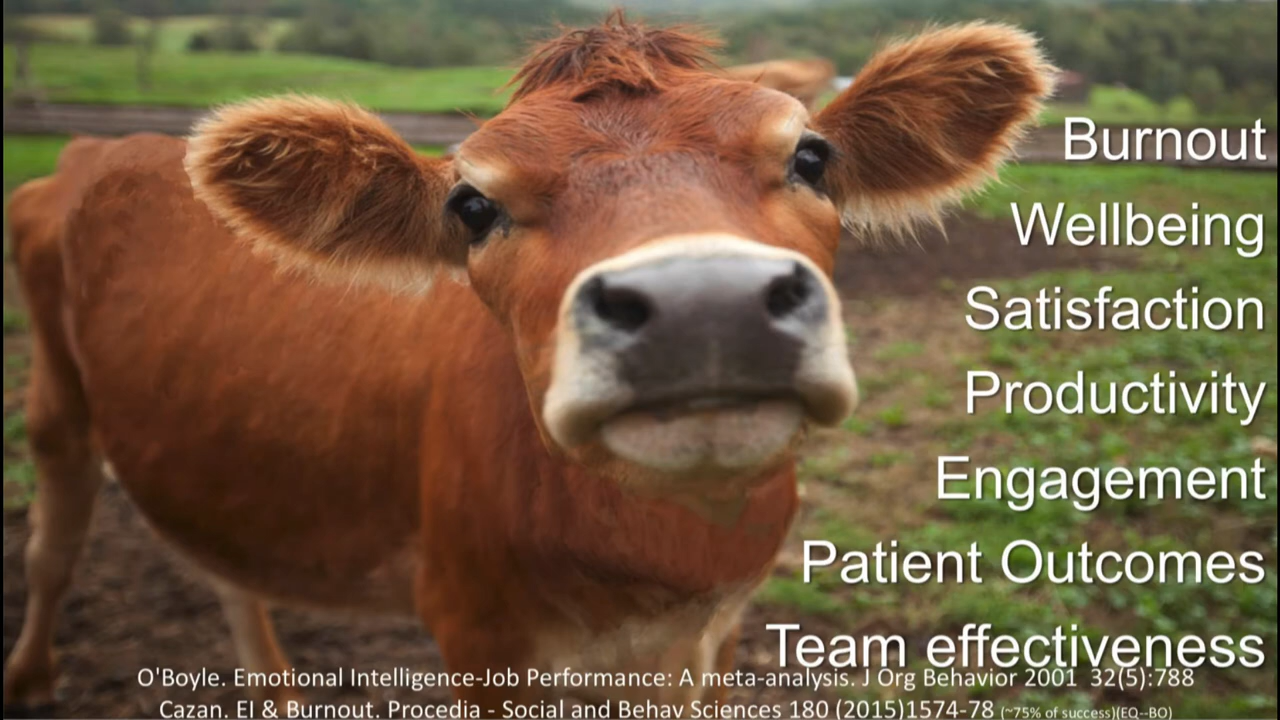 Burnout
Wellbeing
Satisfaction
Productivity
Engagement
Patient Outcomes
Team effectiveness
O'Boyle. Emotional Intelligence-Job Performance: A meta-analysis. J Org Behavior 2001 32(5):788
Cazan. EI & Burnout. Procedia - Social and Behav Sciences 180 (2015)1574-78 (~75% of success)(EQ--BO)